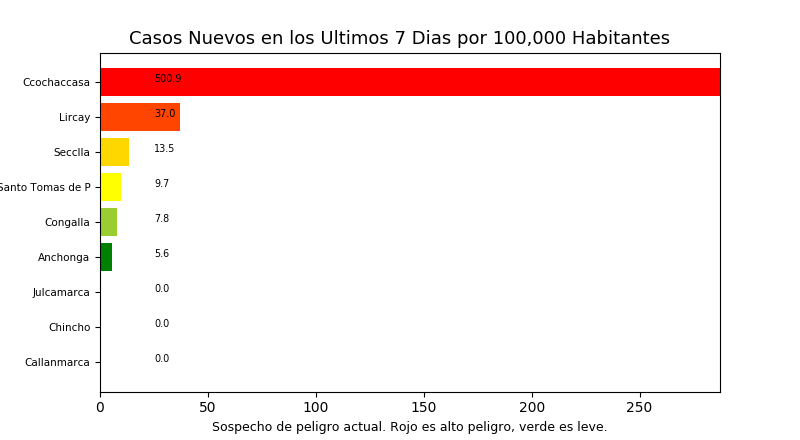 Casos Nuevos en los Ultimos 7 Dias por 100,000 Habitantes
Ccochaccasa 500.9
Lircay 37.0
Secclla 13.5
Santo Tomas de P 9.7
Congalla 7.8
Anchonga 5.6
Julcamarca 0.0
Chincho 0.0
Callanmarca 0.0
0 50 100 150 200 250
Sospecho de peligro actual. Rojo es alto peligro, verde es leve.